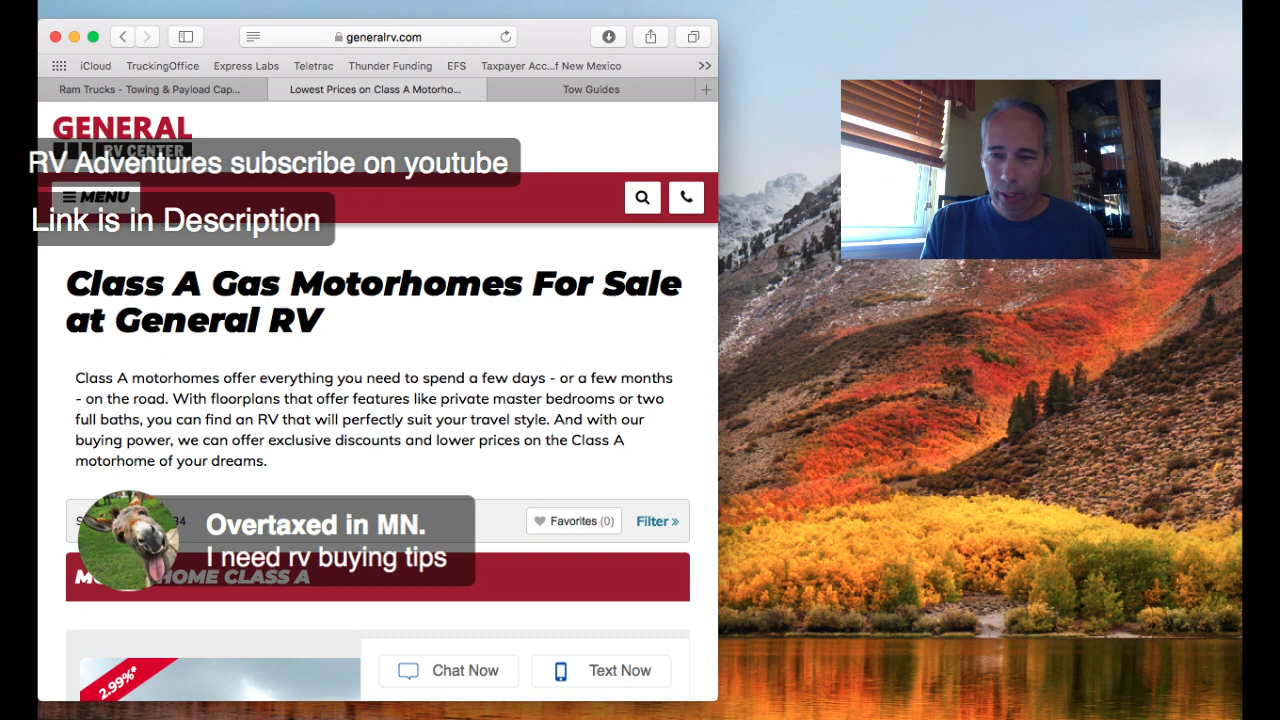 generalrv.com
iCloud TruckingOffice Express Labs Teletrac Thunder Funding EFS Taxpayer Acc...f New Mexico
Ram Trucks - Towing & Payload Cap... Lowest Prices on Class A Motorho... Tow Guides
GENERAL
RV CENTER
RV Adventures subscribe on youtube
MENU
Link is in Description
Class A Gas Motorhomes For Sale
at General RV
Class A motorhomes offer everything you need to spend a few days - or a few months
- on the road. With floorplans that offer features like private master bedrooms or two
full baths, you can find an RV that will perfectly suit your travel style. And with our
buying power, we can offer exclusive discounts and lower prices on the Class A
motorhome of your dreams.
Favorites (0) Filter »
Overtaxed in MN.
I need rv buying tips
HOME CLASS A
2.99%*
Chat Now Text Now